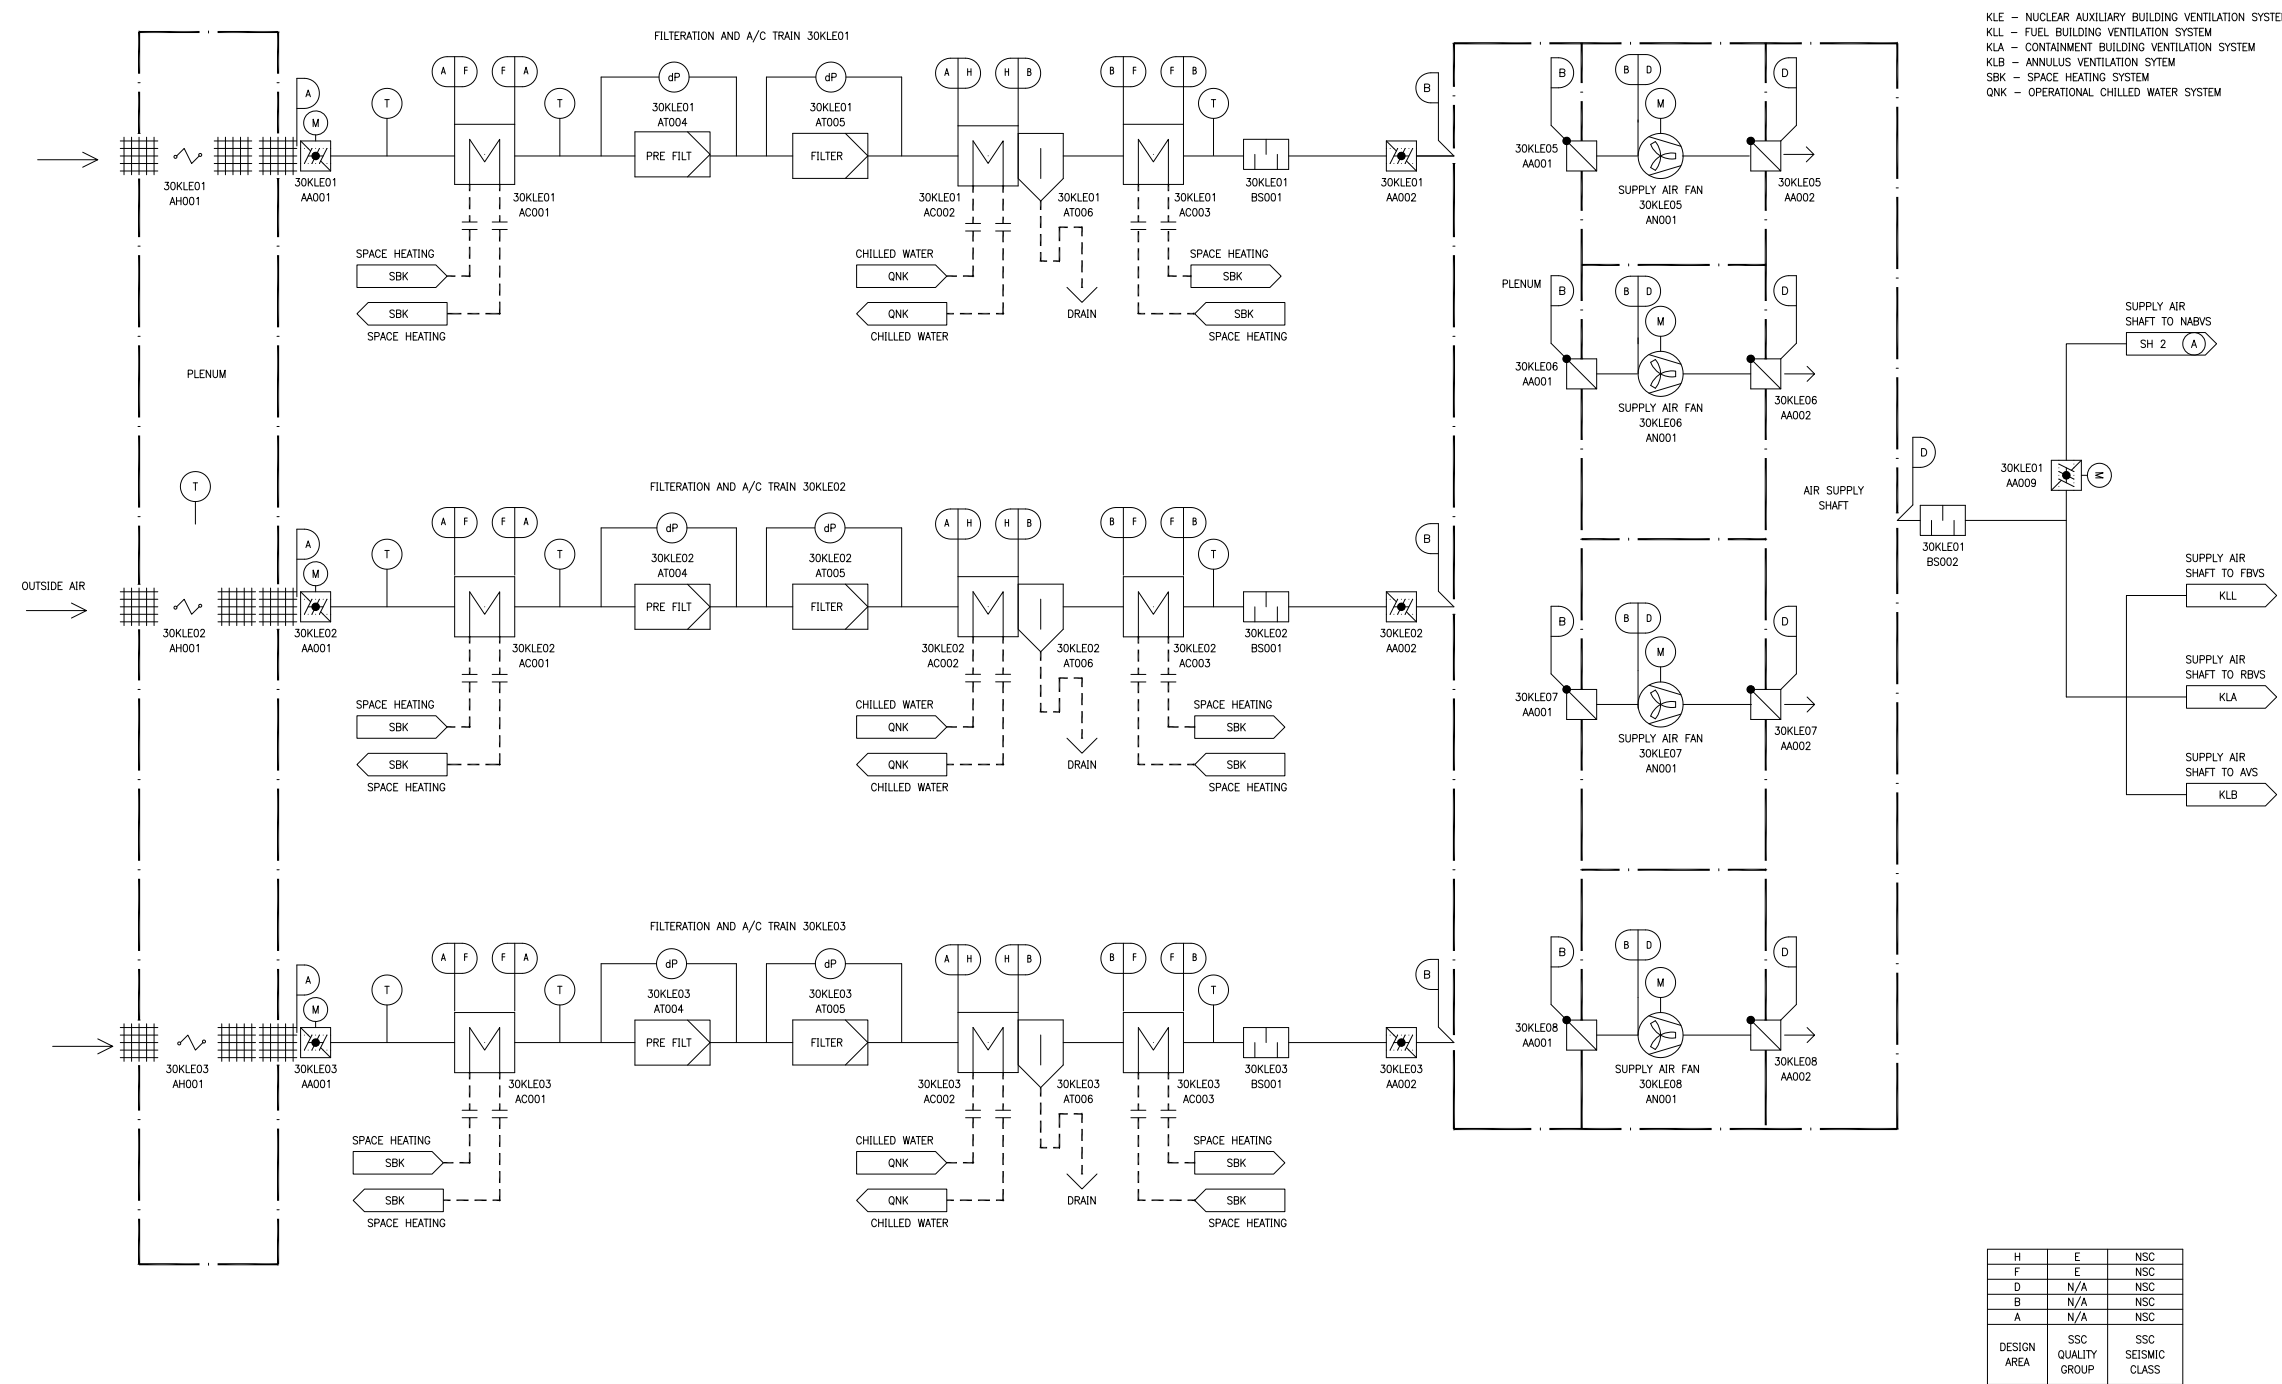 KLE – NUCLEAR AUXILIARY BUILDING VENTILATION SYSTE
KLL – FUEL BUILDING VENTILATION SYSTEM
KLA – CONTAINMENT BUILDING VENTILATION SYSTEM
KLB – ANNULUS VENTILATION SYTEM
SBK – SPACE HEATING SYSTEM
QNK – OPERATIONAL CHILLED WATER SYSTEM
FILTERATION AND A/C TRAIN 30KLE01
A
M
T
A F
F A
T
dP
30KLE01
AT004
PRE FILT
dP
30KLE01
AT005
FILTER
A H
H B
B F
F B
T
B
30KLE01
AH001
30KLE01
AA001
30KLE01
AC001
30KLE01
AC002
30KLE01
AT006
30KLE01
AC003
30KLE01
BS001
30KLE01
AA002
SPACE HEATING
SBK
SBK
SPACE HEATING
CHILLED WATER
QNK
QNK
CHILLED WATER
DRAIN
SPACE HEATING
SBK
SBK
SPACE HEATING
PLENUM
T
OUTSIDE AIR
FILTERATION AND A/C TRAIN 30KLE02
A
M
T
A F
F A
T
dP
30KLE02
AT004
PRE FILT
dP
30KLE02
AT005
FILTER
A H
H B
B F
F B
T
B
30KLE02
AH001
30KLE02
AA001
30KLE02
AC001
30KLE02
AC002
30KLE02
AT006
30KLE02
AC003
30KLE02
BS001
30KLE02
AA002
SPACE HEATING
SBK
SBK
SPACE HEATING
CHILLED WATER
QNK
QNK
CHILLED WATER
DRAIN
SPACE HEATING
SBK
SBK
SPACE HEATING
FILTERATION AND A/C TRAIN 30KLE03
A
M
T
A F
F A
T
dP
30KLE03
AT004
PRE FILT
dP
30KLE03
AT005
FILTER
A H
H B
B F
F B
T
B
30KLE03
AH001
30KLE03
AA001
30KLE03
AC001
30KLE03
AC002
30KLE03
AT006
30KLE03
AC003
30KLE03
BS001
30KLE03
AA002
SPACE HEATING
SBK
SBK
SPACE HEATING
CHILLED WATER
QNK
QNK
CHILLED WATER
DRAIN
SPACE HEATING
SBK
SBK
SPACE HEATING
B
B D
M
D
30KLE05
AA001
SUPPLY AIR FAN
30KLE05
AN001
30KLE05
AA002
PLENUM
B
B D
M
D
30KLE06
AA001
SUPPLY AIR FAN
30KLE06
AN001
30KLE06
AA002
B
B D
M
D
30KLE07
AA001
SUPPLY AIR FAN
30KLE07
AN001
30KLE07
AA002
B
B D
M
D
30KLE08
AA001
SUPPLY AIR FAN
30KLE08
AN001
30KLE08
AA002
AIR SUPPLY
SHAFT
D
30KLE01
BS002
30KLE01
AA009
M
SUPPLY AIR
SHAFT TO NABVS
SH 2 A
SUPPLY AIR
SHAFT TO FBVS
KLL
SUPPLY AIR
SHAFT TO RBVS
KLA
SUPPLY AIR
SHAFT TO AVS
KLB
H E NSC
F E NSC
D N/A NSC
B N/A NSC
A N/A NSC
DESIGN
AREA
SSC
QUALITY
GROUP
SSC
SEISMIC
CLASS